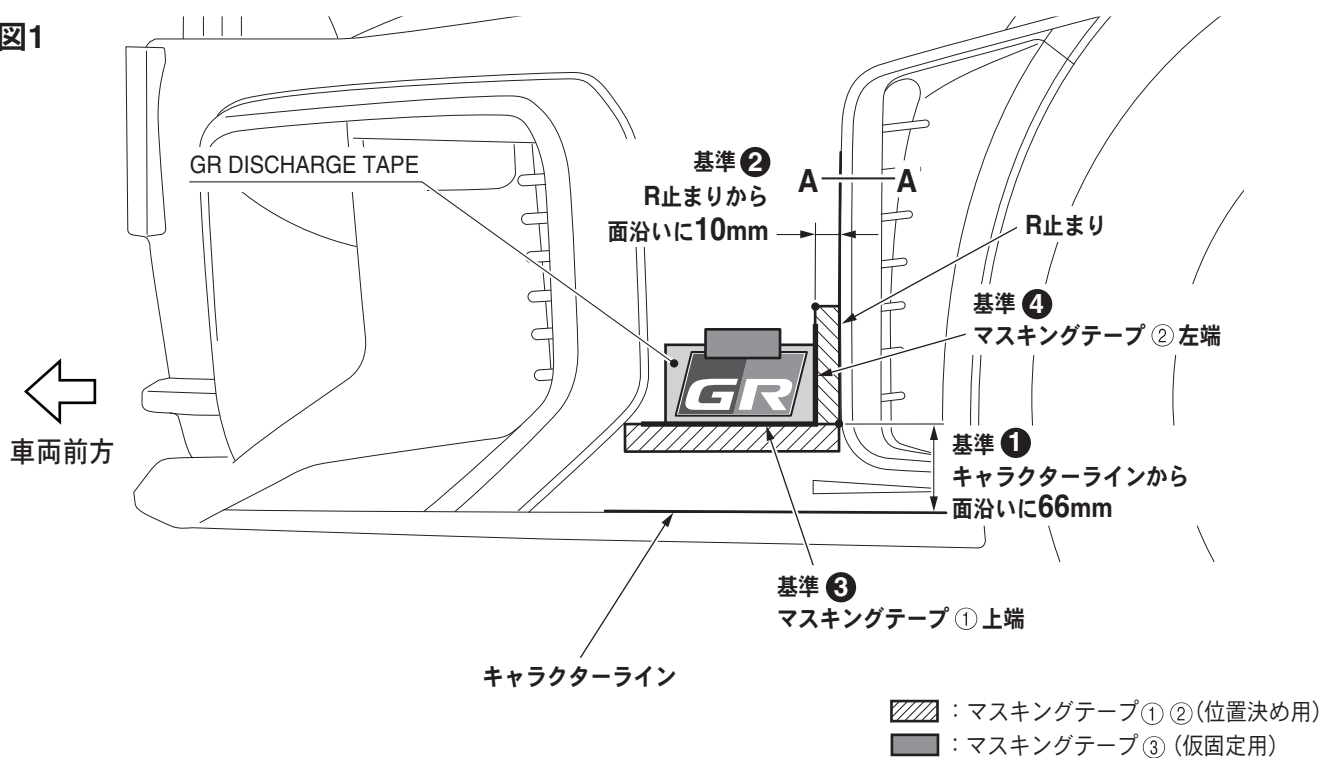 図1
GR DISCHARGE TAPE
基準❷
R止まりから
面沿いに10mm
A
A
R止まり
基準❹
マスキングテープ②左端
GR
車両前方
基準❶
キャラクターラインから
面沿いに66mm
基準❸
マスキングテープ①上端
キャラクターライン
：マスキングテープ①②(位置決め用)
：マスキングテープ③(仮固定用)